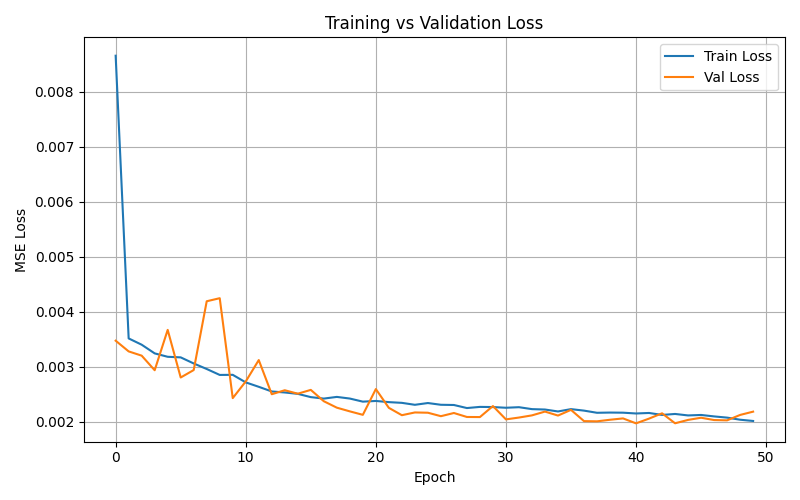 Training vs Validation Loss
Train Loss
Val Loss
0.008
0.007
0.006
0.005
0.004
0.003
0.002
MSE Loss
0 10 20 30 40 50
Epoch